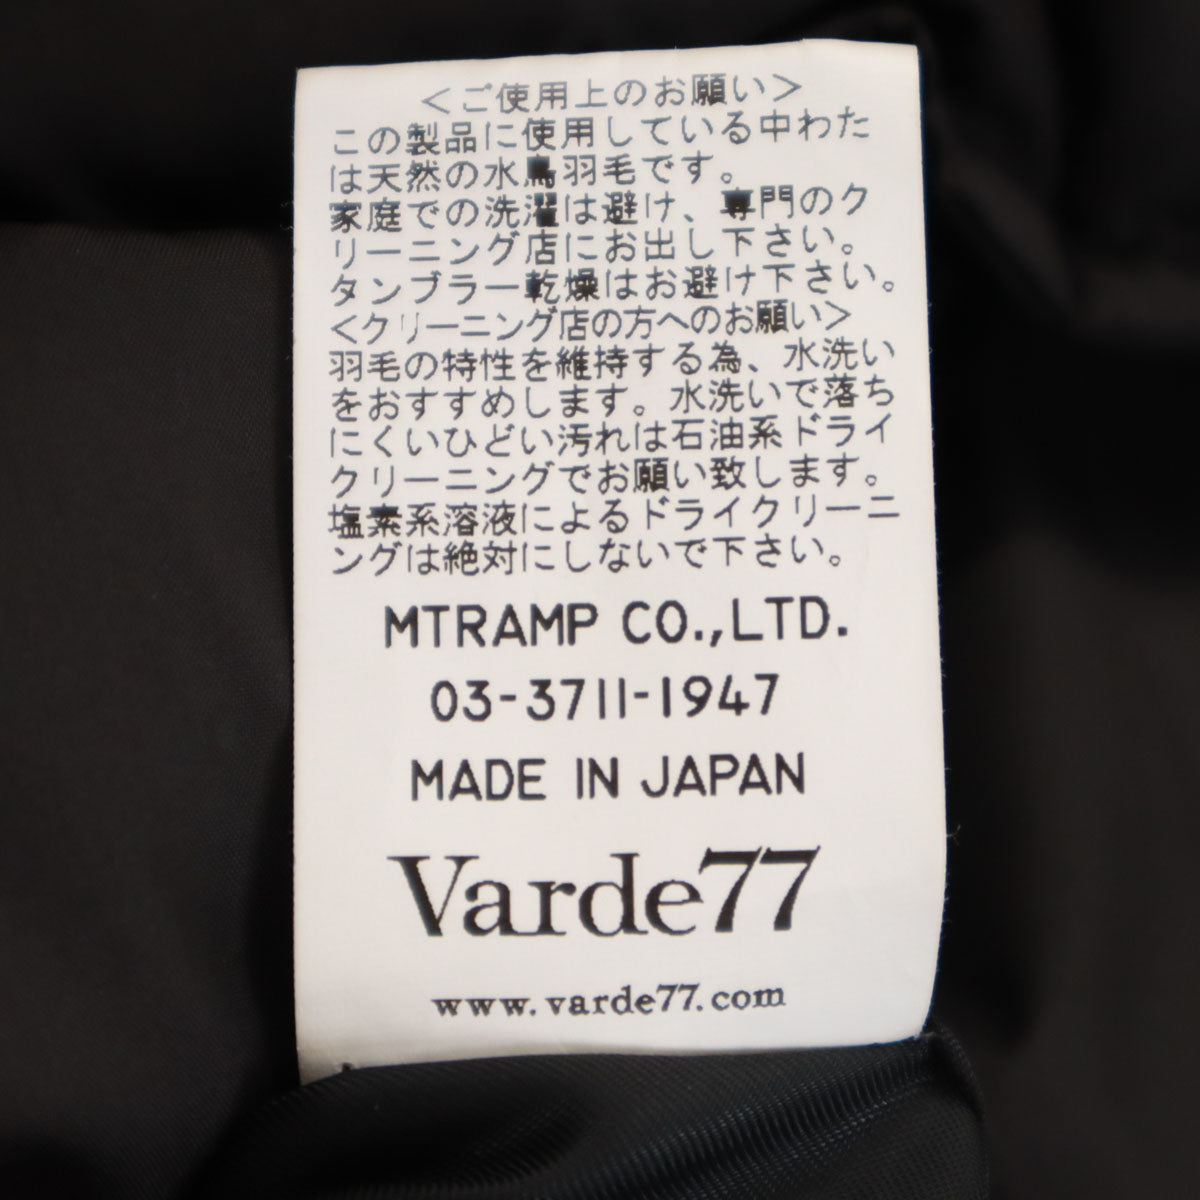 ＜ご使用上のお願い＞
この製品に使用している中わた
は天然の水鳥羽毛です。
家庭での洗濯は避け、専門のク
リーニング店にお出し下さい。
タンブラー乾燥はお避け下さい。
＜クリーニング店の方へのお願い＞
羽毛の特性を維持する為、水洗い
をおすすめします。水洗いで落ち
にくいひどい汚れは石油系ドライ
クリーニングでお願い致します。
塩素系溶液によるドライクリーニ
ングは絶対にしないで下さい。
MTRAMP CO.,LTD.
03-3711-1947
MADE IN JAPAN
Varde77
www.varde77.com